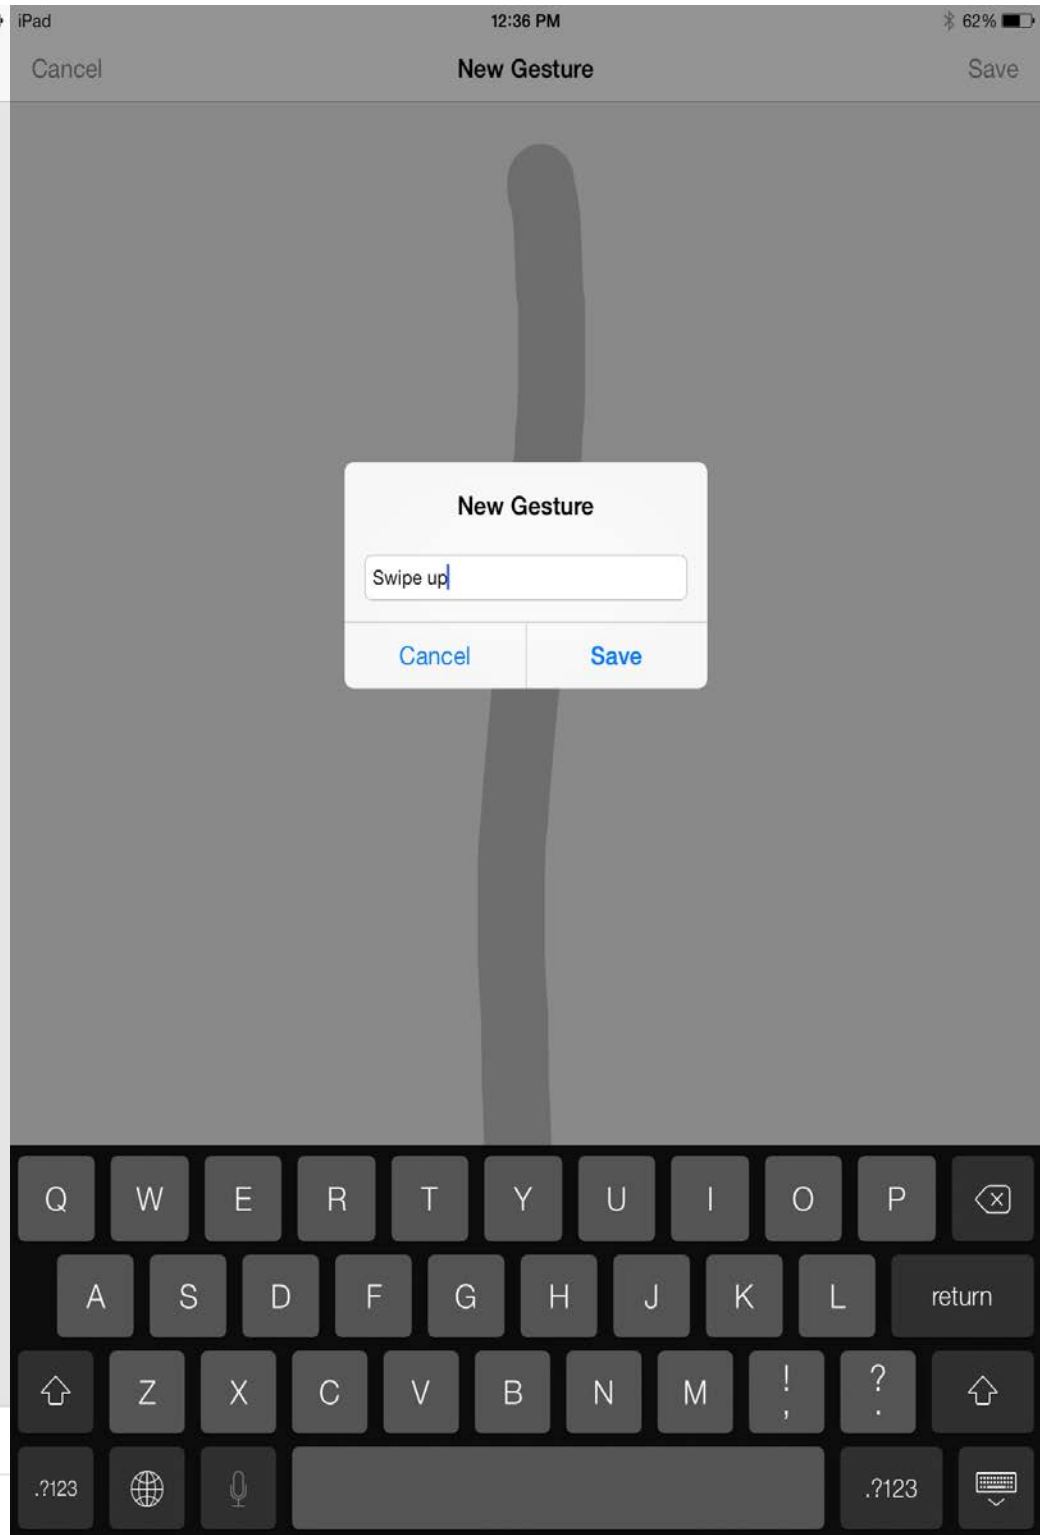 iPad 12:36 PM 62%
Cancel New Gesture Save
New Gesture
Swipe up
Cancel Save
Q W E R T Y U I O P
A S D F G H J K L return
Z X C V B N M ! , ? .
.?123 .?123